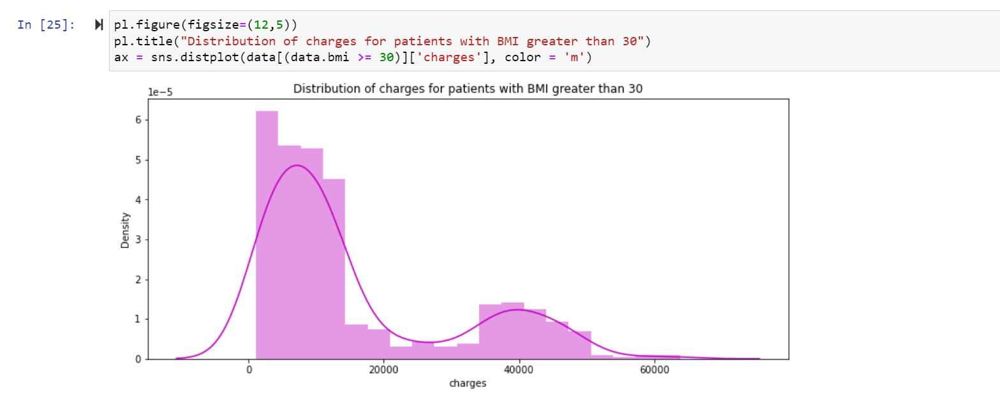 In [25]:
pl.figure(figsize=(12,5))
pl.title("Distribution of charges for patients with BMI greater than 30")
ax = sns.distplot(data[(data.bmi >= 30)]['charges'], color = 'm')
Distribution of charges for patients with BMI greater than 30
1e−5
6
5
4
3
2
1
0
Density
0 20000 40000 60000
charges